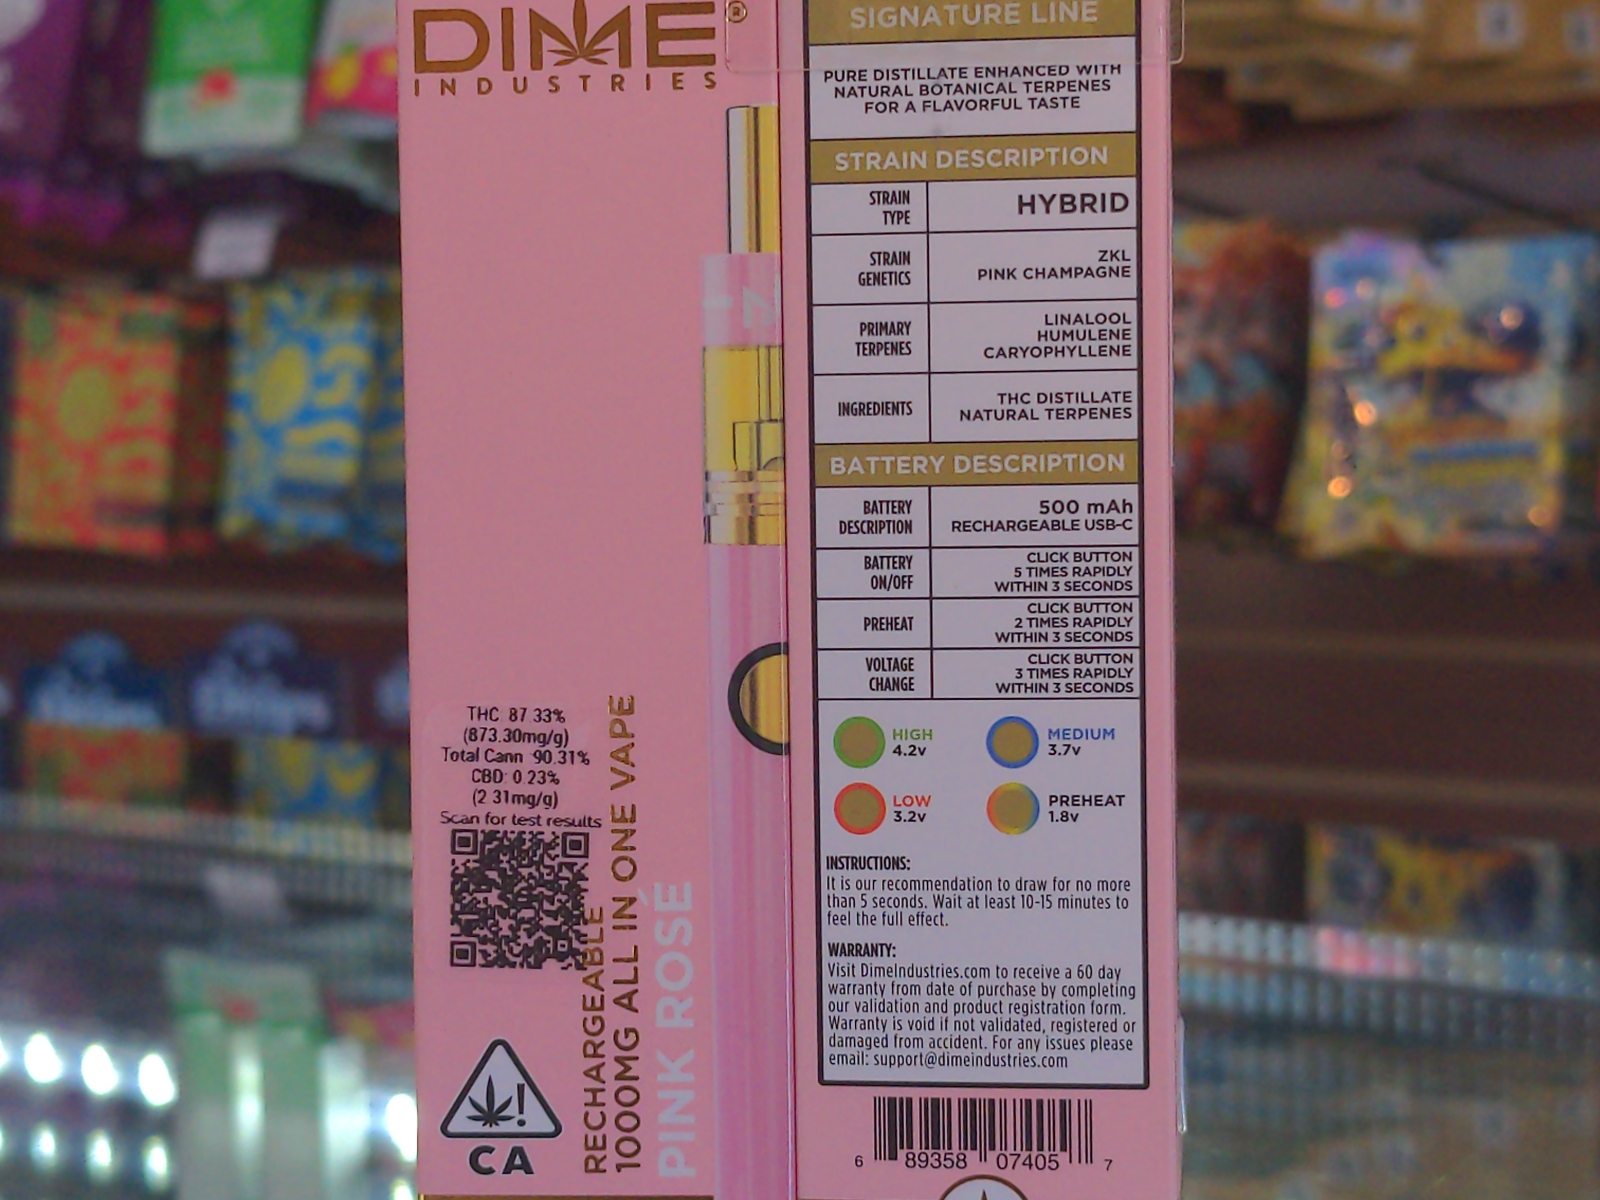 DIME®
INDUSTRIES
THC 87.33%
(873.30mg/g)
Total Cann 90.31%
CBD: 0.23%
(2.31mg/g)
Scan for test results
CA
RECHARGEABLE
1000MG ALL IN ONE VAPE
PINK ROSÉ
SIGNATURE LINE
PURE DISTILLATE ENHANCED WITH
NATURAL BOTANICAL TERPENES
FOR A FLAVORFUL TASTE
STRAIN DESCRIPTION
STRAIN
TYPE
HYBRID
STRAIN
GENETICS
ZKL
PINK CHAMPAGNE
PRIMARY
TERPENES
LINALOOL
HUMULENE
CARYOPHYLLENE
INGREDIENTS
THC DISTILLATE
NATURAL TERPENES
BATTERY DESCRIPTION
BATTERY
DESCRIPTION
500 mAh
RECHARGEABLE USB-C
BATTERY
ON/OFF
CLICK BUTTON
5 TIMES RAPIDLY
WITHIN 3 SECONDS
PREHEAT
CLICK BUTTON
2 TIMES RAPIDLY
WITHIN 3 SECONDS
VOLTAGE
CHANGE
CLICK BUTTON
3 TIMES RAPIDLY
WITHIN 3 SECONDS
HIGH
4.2v
MEDIUM
3.7v
LOW
3.2v
PREHEAT
1.8v
INSTRUCTIONS:
It is our recommendation to draw for no more
than 5 seconds. Wait at least 10-15 minutes to
feel the full effect.
WARRANTY:
Visit DimeIndustries.com to receive a 60 day
warranty from date of purchase by completing
our validation and product registration form.
Warranty is void if not validated, registered or
damaged from accident. For any issues please
email: support@dimeindustries.com
6 89358 07405 7